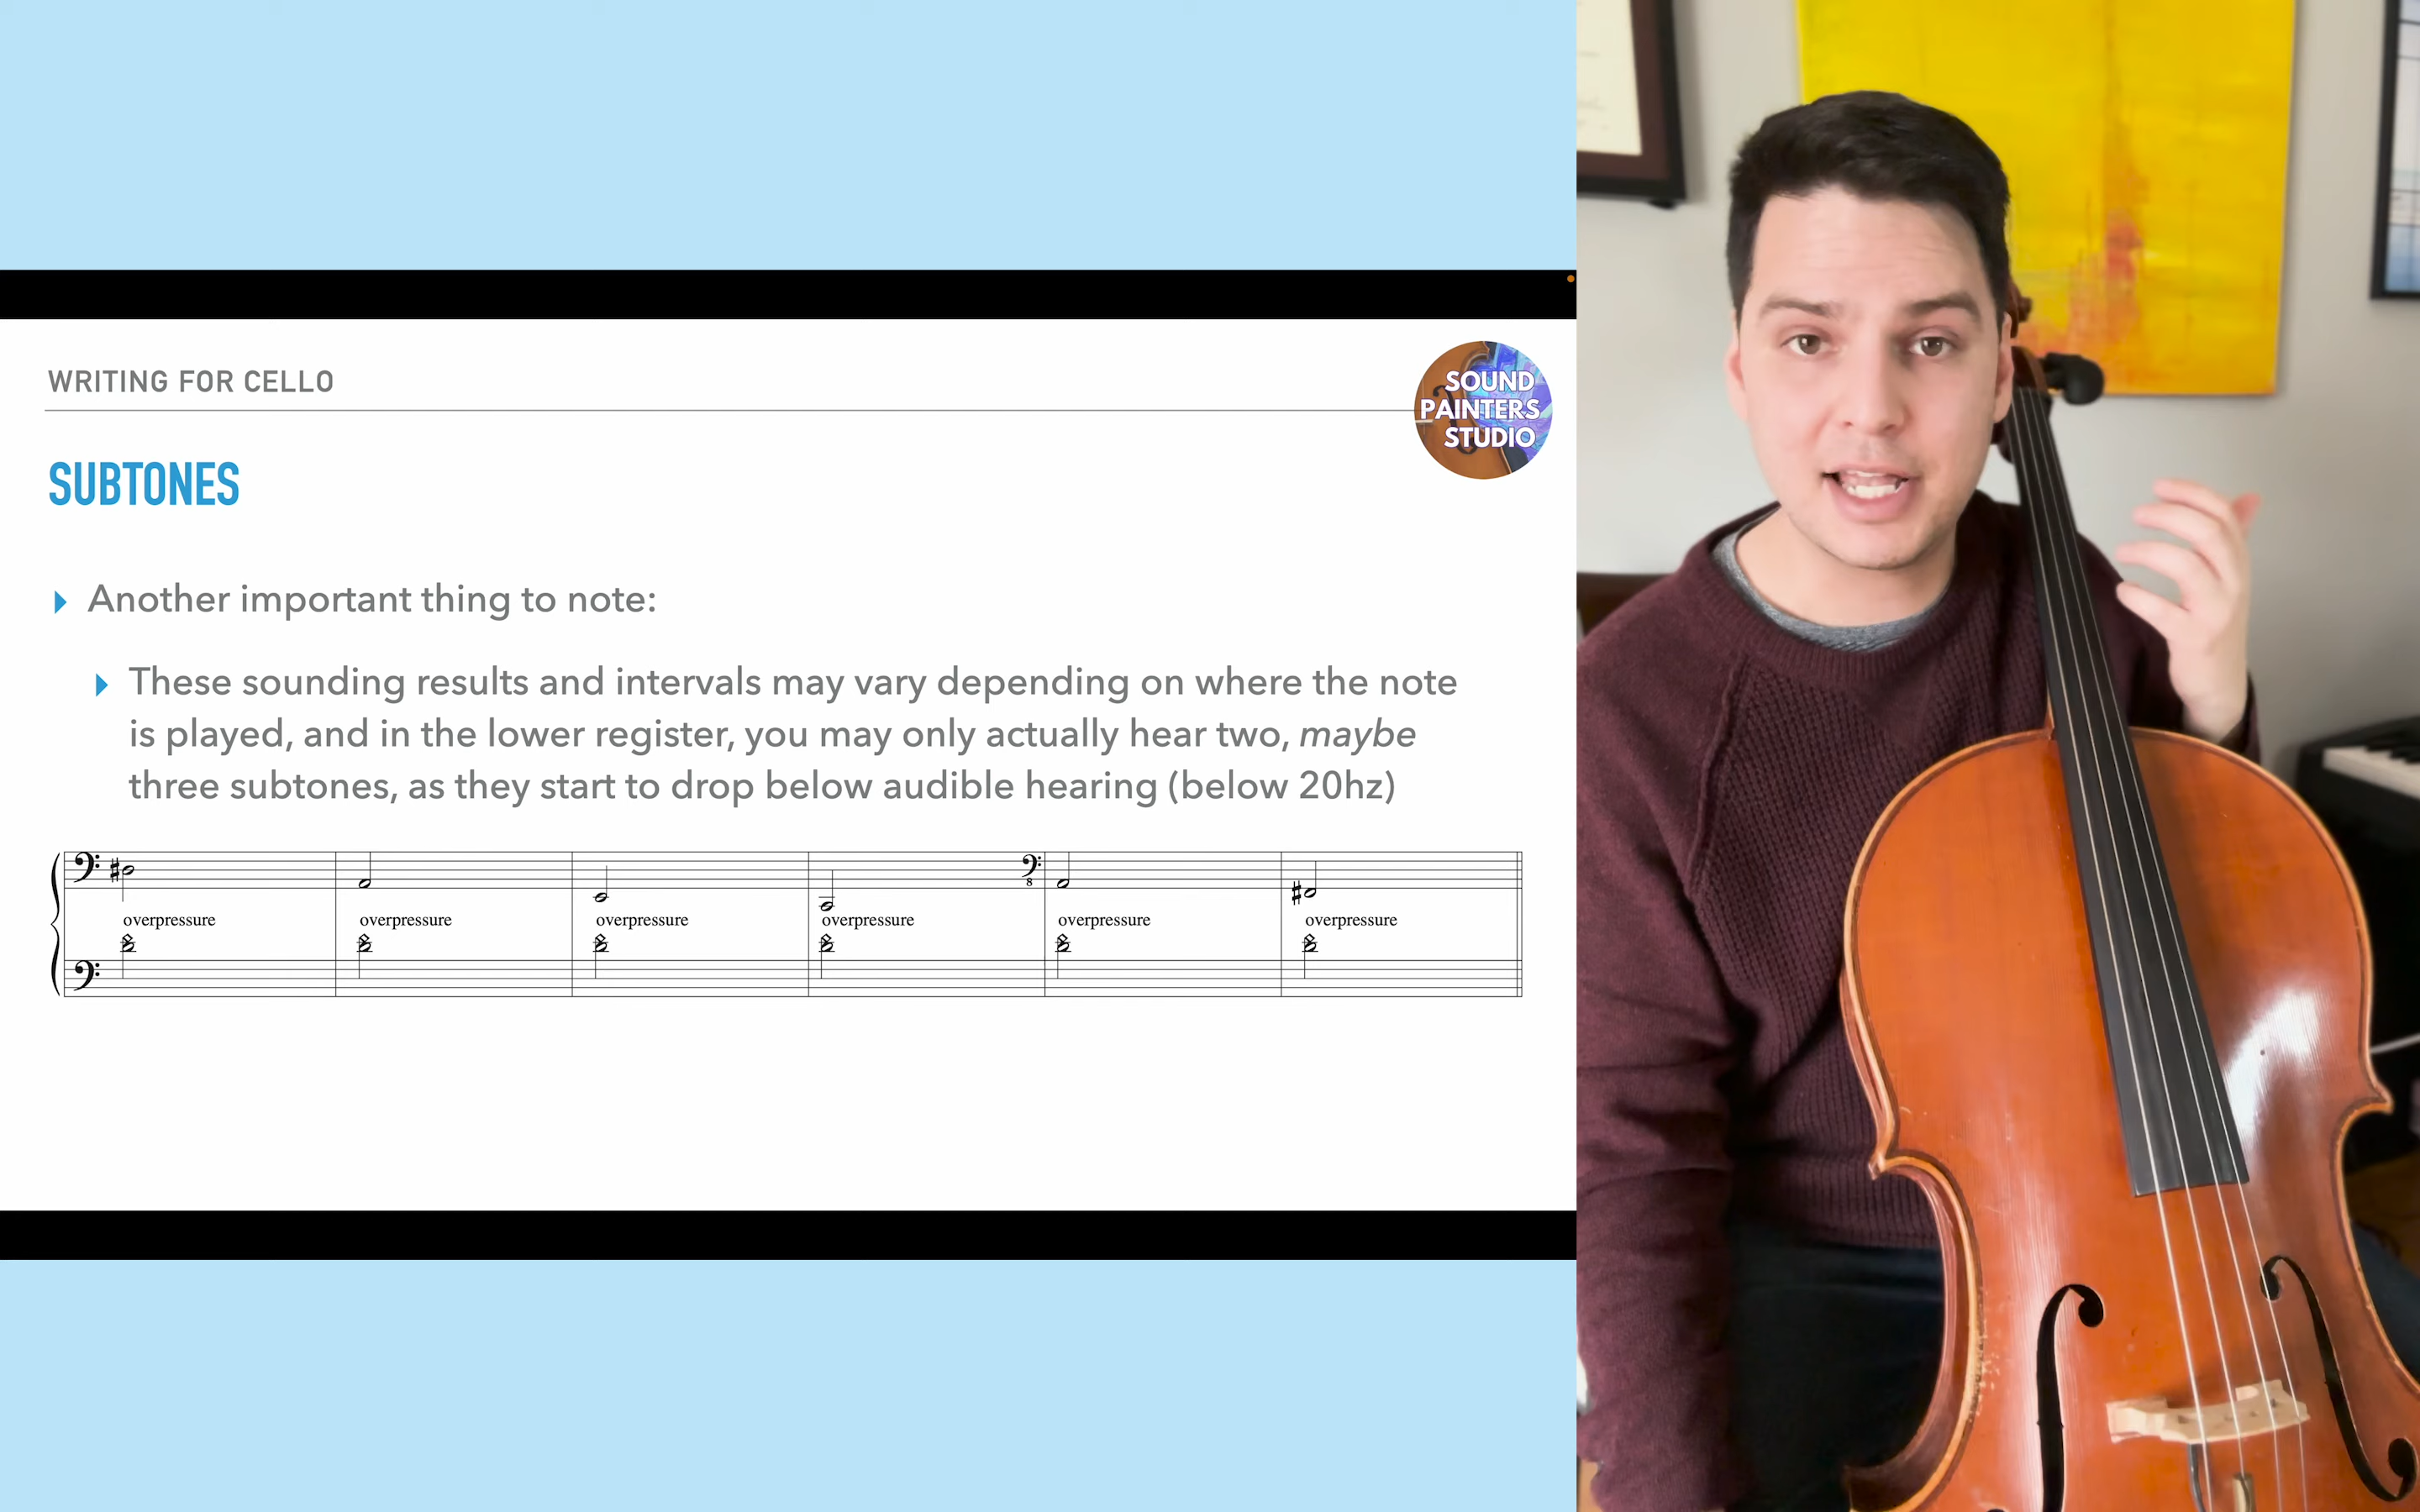 WRITING FOR CELLO
SOUND
PAINTERS
STUDIO
SUBTONES
Another important thing to note:
These sounding results and intervals may vary depending on where the note
is played, and in the lower register, you may only actually hear two, maybe
three subtones, as they start to drop below audible hearing (below 20hz)
8
overpressure overpressure overpressure overpressure overpressure overpressure